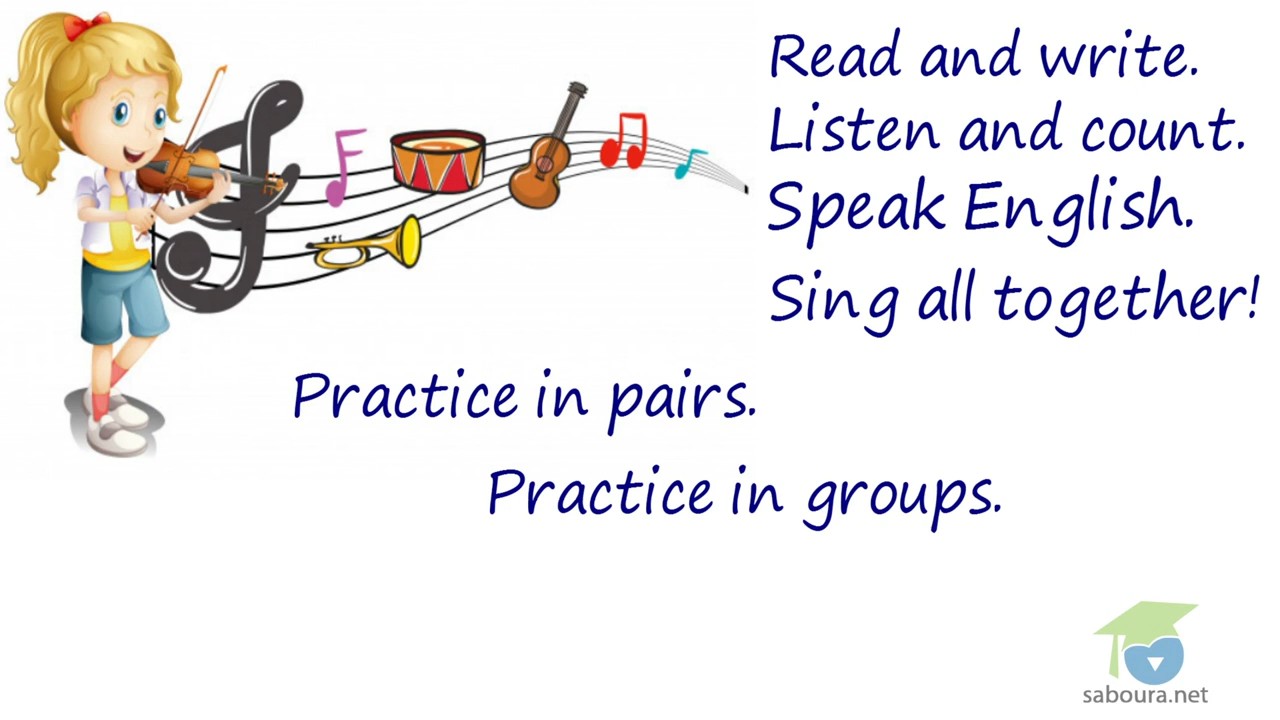 Read and write.
Listen and count.
Speak English.
Sing all together!
Practice in pairs.
Practice in groups.
saboura.net